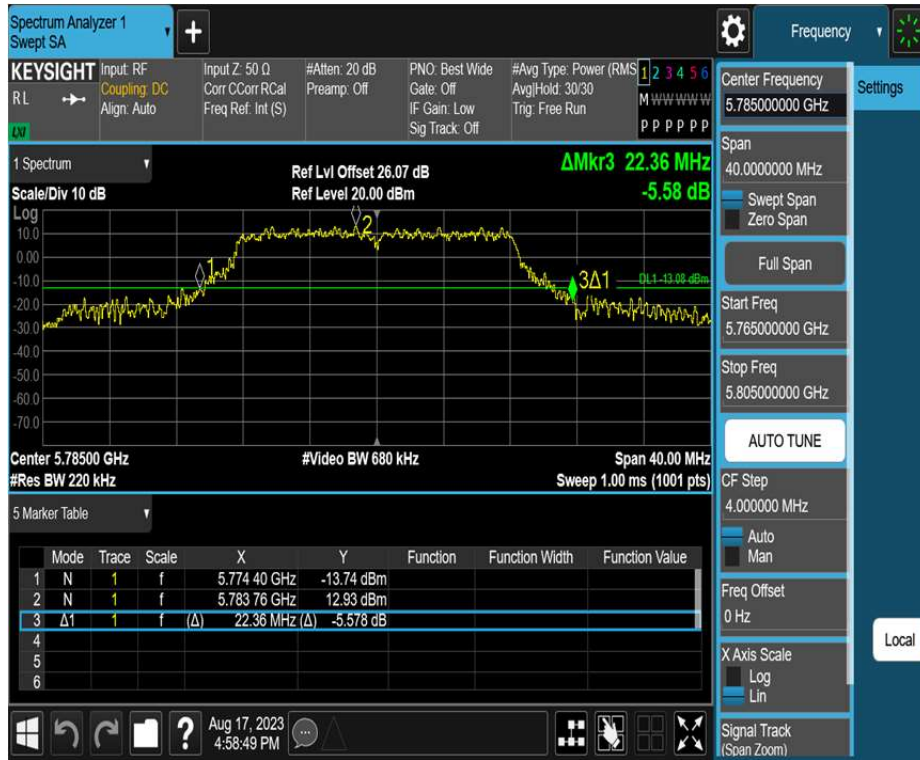 Spectrum Analyzer 1
Swept SA
+
Frequency
KEYSIGHT
RL
LXI
Input: RF
Coupling: DC
Align: Auto
Input Z: 50 Ω
Corr CCorr RCal
Freq Ref: Int (S)
#Atten: 20 dB
Preamp: Off
PNO: Best Wide
Gate: Off
IF Gain: Low
Sig Track: Off
#Avg Type: Power (RMS
Avg|Hold: 30/30
Trig: Free Run
1 2 3 4 5 6
M W W W W W
P P P P P P
1 Spectrum
Scale/Div 10 dB
Ref Lvl Offset 26.07 dB
Ref Level 20.00 dBm
ΔMkr3 22.36 MHz
-5.58 dB
Log
10.0
0.00
-10.0
-20.0
-30.0
-40.0
-50.0
-60.0
-70.0
1
2
3Δ1
DL1 -13.08 dBm
Center 5.78500 GHz
#Video BW 680 kHz
Span 40.00 MHz
#Res BW 220 kHz
Sweep 1.00 ms (1001 pts)
5 Marker Table
Mode Trace Scale X Y Function Function Width Function Value
1 N 1 f 5.774 40 GHz -13.74 dBm
2 N 1 f 5.783 76 GHz 12.93 dBm
3 Δ1 1 f (Δ) 22.36 MHz (Δ) -5.578 dB
4
5
6
?
Aug 17, 2023
4:58:49 PM
Center Frequency
5.785000000 GHz
Settings
Span
40.0000000 MHz
Swept Span
Zero Span
Full Span
Start Freq
5.765000000 GHz
Stop Freq
5.805000000 GHz
AUTO TUNE
CF Step
4.000000 MHz
Auto
Man
Freq Offset
0 Hz
Local
X Axis Scale
Log
Lin
Signal Track
(Span Zoom)